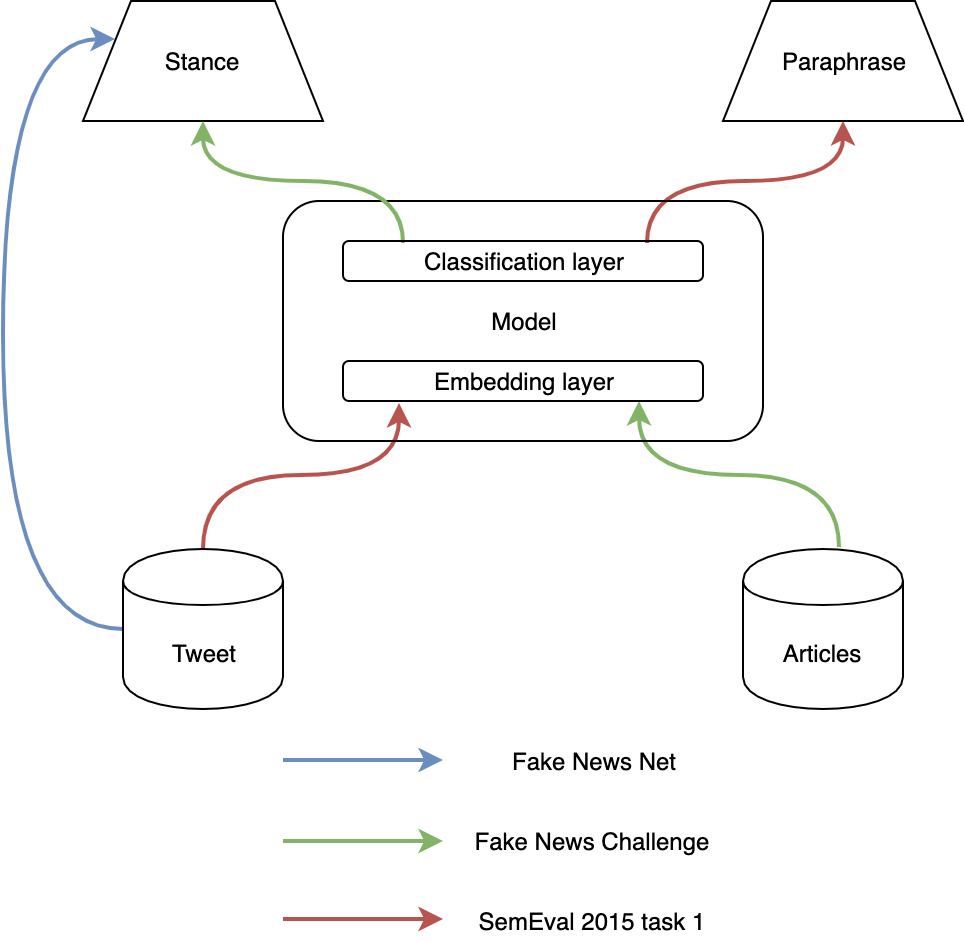 Stance
Paraphrase
Classification layer
Model
Embedding layer
Tweet
Articles
Fake News Net
Fake News Challenge
SemEval 2015 task 1